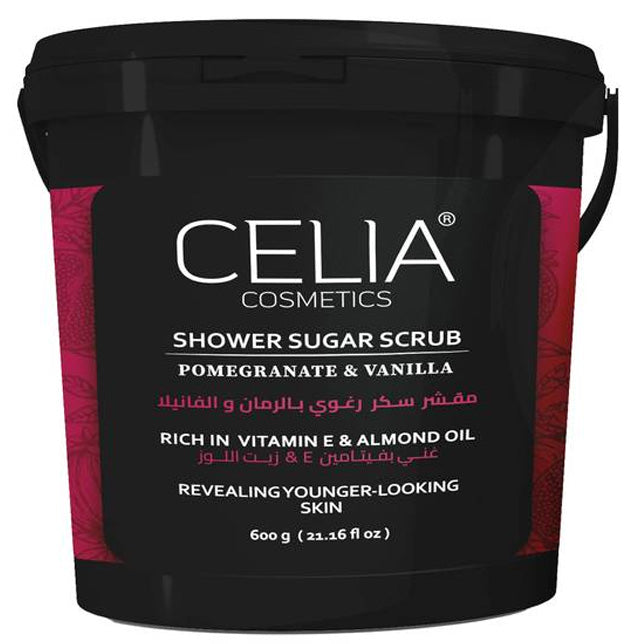 CELIA®
COSMETICS
SHOWER SUGAR SCRUB
POMEGRANATE & VANILLA
مقشر سكر رغوي بالرمان و الفانيلا
RICH IN VITAMIN E & ALMOND OIL
غني بفيتامين E & زيت اللوز
REVEALING YOUNGER-LOOKING
SKIN
600 g ( 21.16 fl oz )